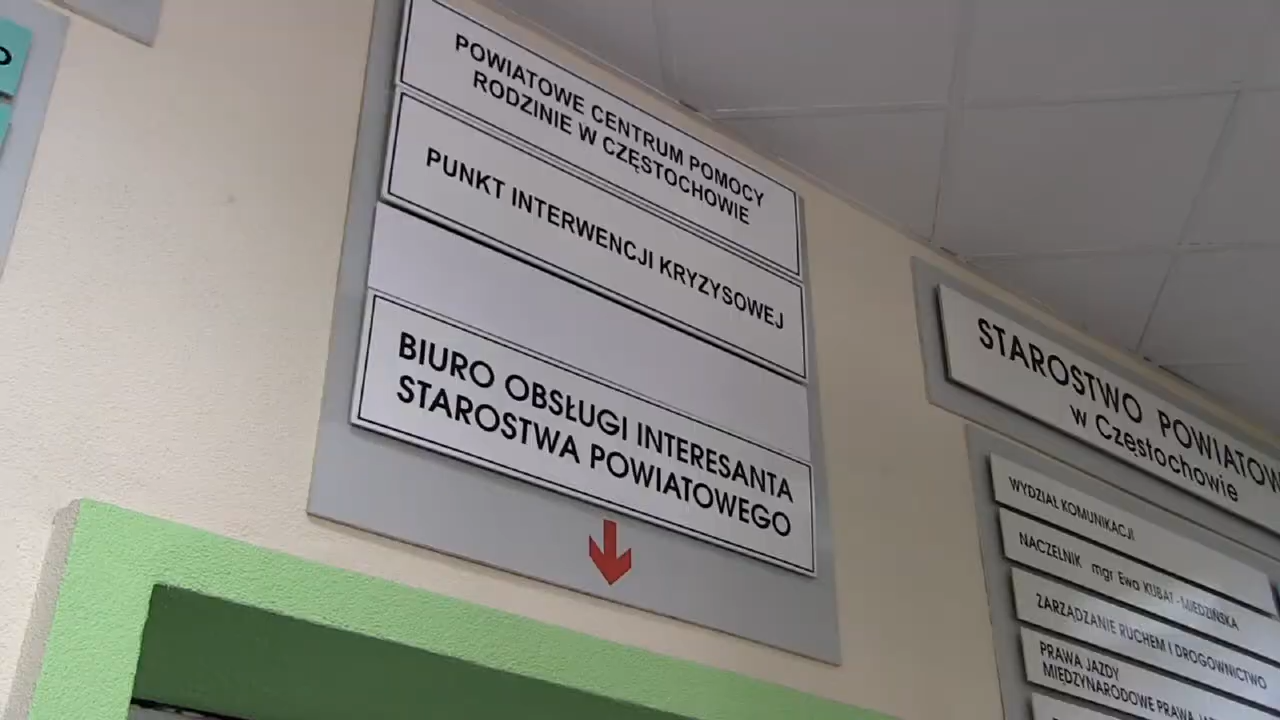 POWIATOWE CENTRUM POMOCY
RODZINIE W CZĘSTOCHOWIE
PUNKT INTERWENCJI KRYZYSOWEJ
BIURO OBSŁUGI INTERESANTA
STAROSTWA POWIATOWEGO
STAROSTWO POWIATOW
w Częstochowie
WYDZIAŁ KOMUNIKACJI
NACZELNIK mgr Ewa KUBAT-MIEDZIŃSKA
ZARZĄDZANIE RUCHEM I DROGOWNICTWO
PRAWA JAZDY
MIĘDZYNARODOWE PRAWA